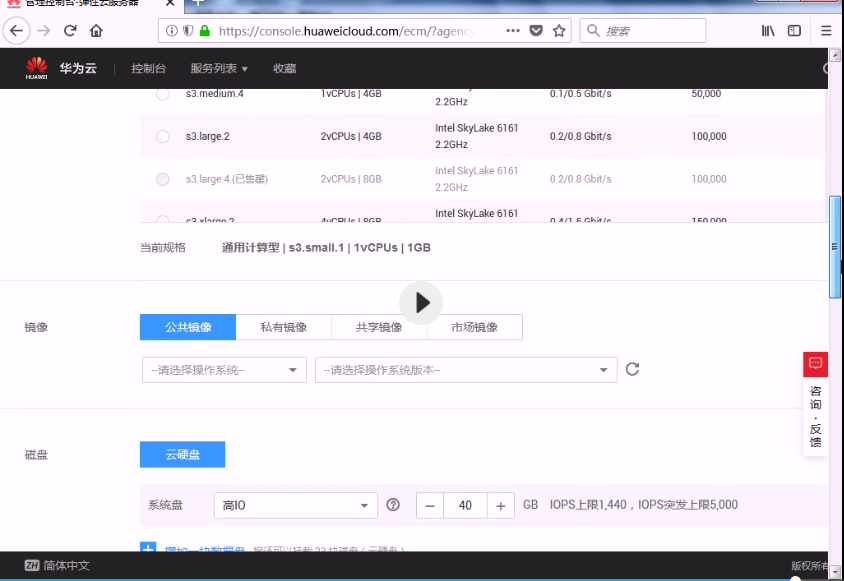 管理控制台-弹性云服务器
https://console.huaweicloud.com/ecm/?agency
搜索
HUAWEI 华为云 控制台 服务列表 收藏
s3.medium.4 1vCPUs | 4GB 2.2GHz 0.1/0.5 Gbit/s 50,000
s3.large.2 2vCPUs | 4GB Intel SkyLake 6161 2.2GHz 0.2/0.8 Gbit/s 100,000
s3.large.4 (已售罄) 2vCPUs | 8GB Intel SkyLake 6161 2.2GHz 0.2/0.8 Gbit/s 100,000
s3.xlarge.2 4vCPUs | 8GB Intel SkyLake 6161 0.4/1.5 Gbit/s 150,000
当前规格 通用计算型 | s3.small.1 | 1vCPUs | 1GB
镜像 公共镜像 私有镜像 共享镜像 市场镜像
--请选择操作系统-- --请选择操作系统版本--
咨询·反馈
磁盘 云硬盘
系统盘 高IO 40 GB IOPS上限1,440，IOPS突发上限5,000
增加一块数据盘 您还可以挂载 23 块磁盘（云硬盘）
ZH 简体中文 版权所有